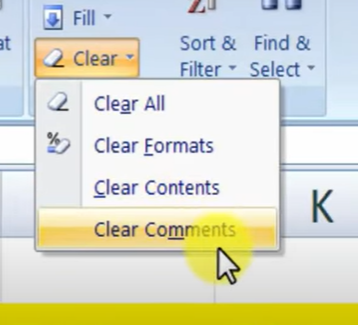 Fill
Clear
Sort &
Filter
Find &
Select
Clear All
Clear Formats
Clear Contents
Clear Comments
K